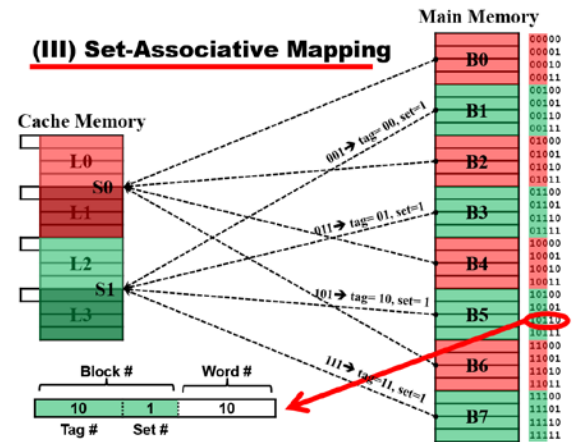 Main Memory
(III) Set-Associative Mapping
Cache Memory
L0
L1
L2
L3
S0
S1
001➔ tag= 00, set=1
011➔ tag= 01, set=1
101➔ tag= 10, set=1
111➔ tag=11, set=1
B0
B1
B2
B3
B4
B5
B6
B7
00000
00001
00010
00011
00100
00101
00110
00111
01000
01001
01010
01011
01100
01101
01110
01111
10000
10001
10010
10011
10100
10101
10110
10111
11000
11001
11010
11011
11100
11101
11110
11111
Block # Word #
10 1 10
Tag # Set #